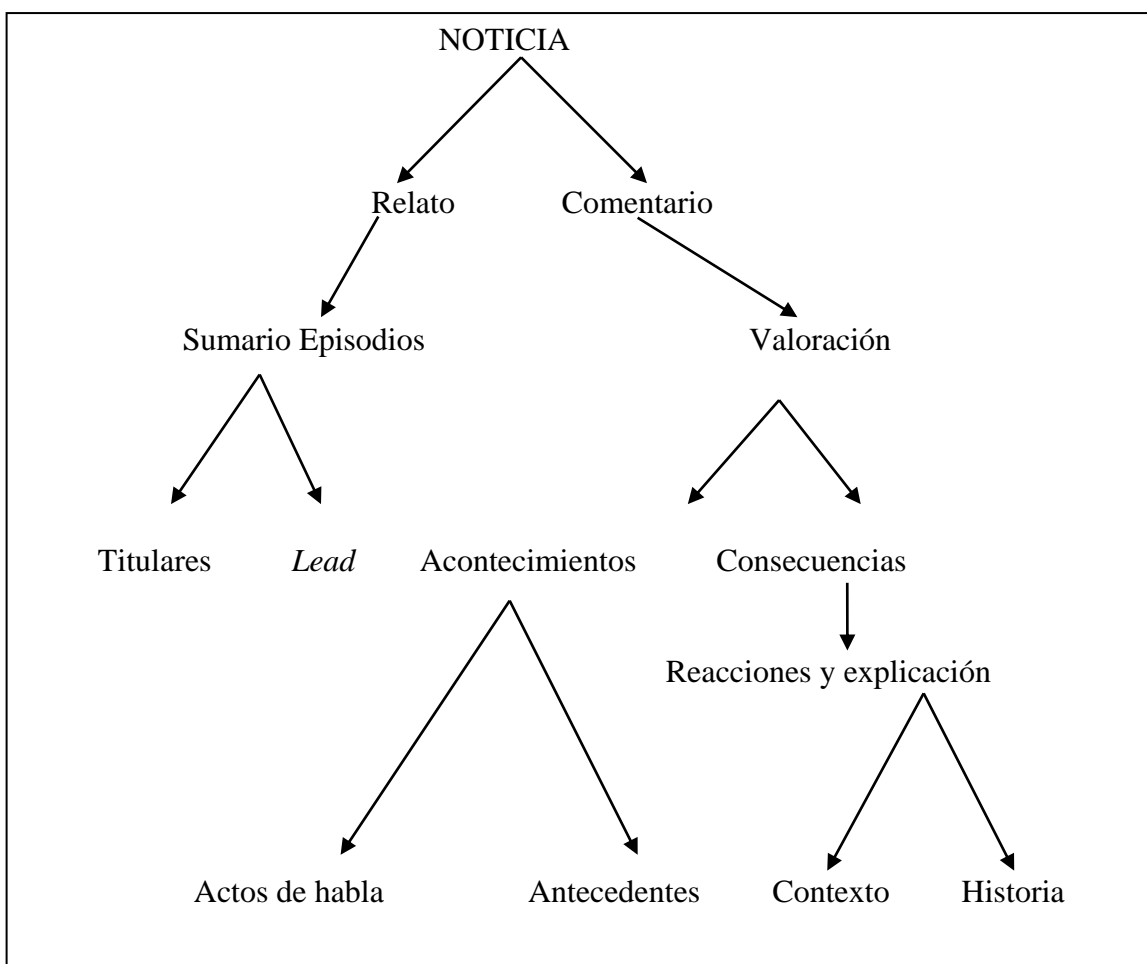 NOTICIA
Relato Comentario
Sumario Episodios Valoración
Titulares Lead Acontecimientos Consecuencias
Reacciones y explicación
Actos de habla Antecedentes Contexto Historia